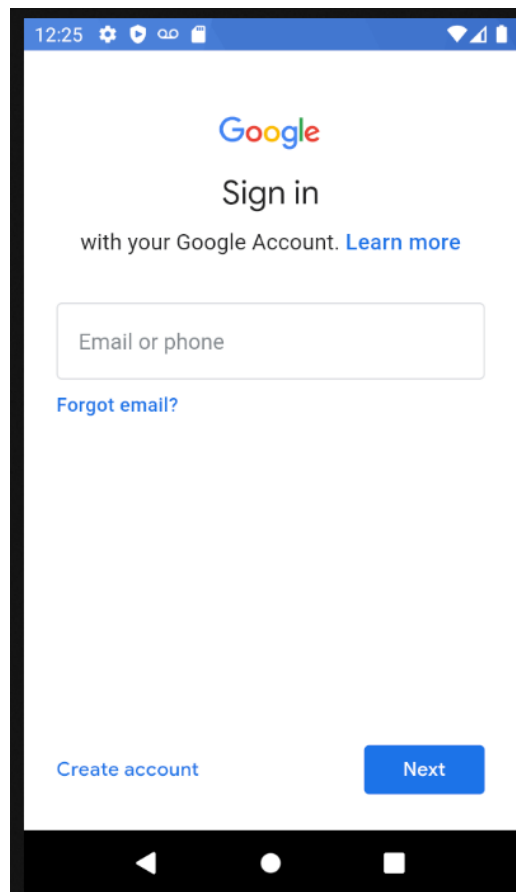 12:25
Google
Sign in
with your Google Account. Learn more
Email or phone
Forgot email?
Create account
Next